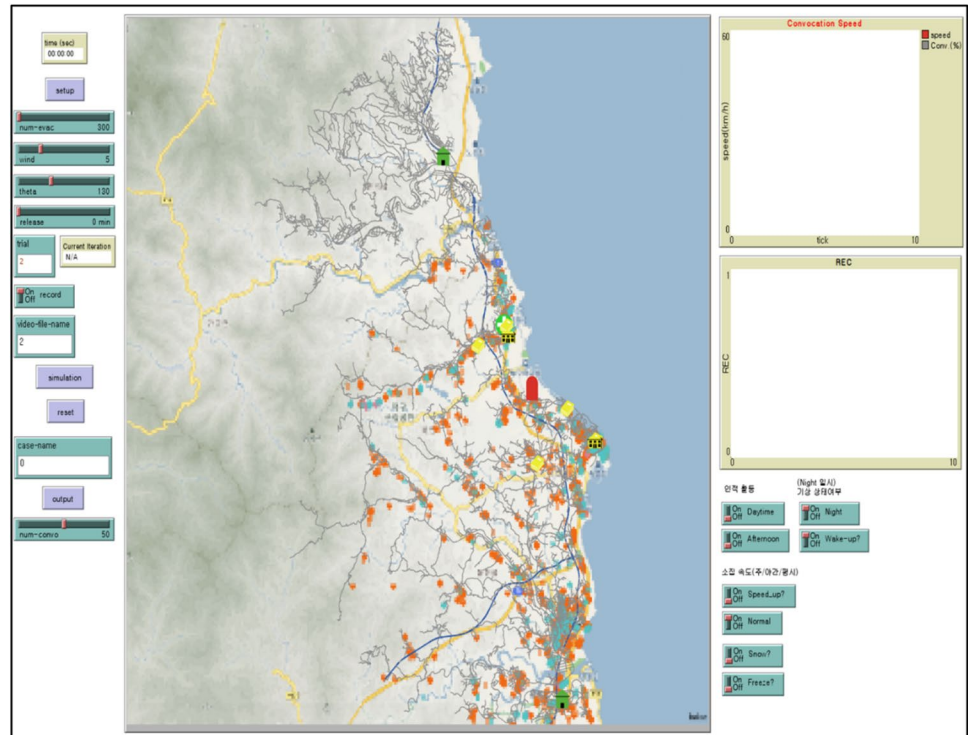 time (sec)
00:00:00
setup
num-evac 300
wind 5
theta 130
release 0 min
trial
2
Current Iteration
N/A
On
Off
record
video-file-name
2
simulation
reset
case-name
0
output
num-convo 50
Convocation Speed
60
speed(km/h)
0
0
tick
10
speed
Conv.(%)
REC
1
REC
0
0
10
인적 활동
(Night 일시)
기상 상태여부
On
Off
Daytime
On
Off
Night
On
Off
Afternoon
On
Off
Wake-up?
소집 속도(주/야간/평시)
On
Off
Speed_up?
On
Off
Normal
On
Off
Snow?
On
Off
Freeze?